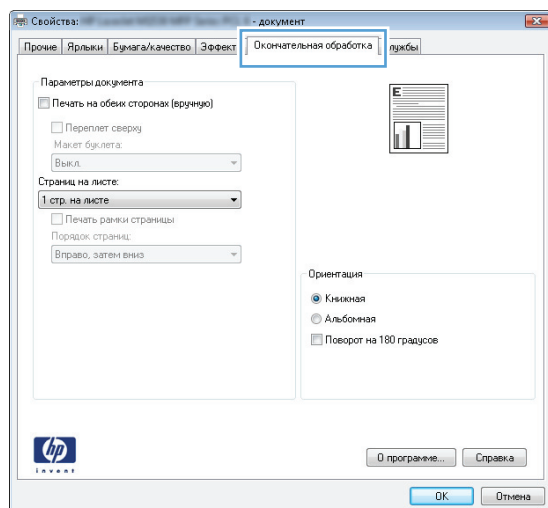 Свойства: - документ
Прочие Ярлыки Бумага/качество Эффект Окончательная обработка лужбы
Параметры документа
Печать на обеих сторонах (вручную)
Переплет сверху
Макет буклета:
Выкл.
Страниц на листе:
1 стр. на листе
Печать рамки страницы
Порядок страниц:
Вправо, затем вниз
E
Ориентация
Книжная
Альбомная
Поворот на 180 градусов
hp
invent
О программе... Справка
OK Отмена